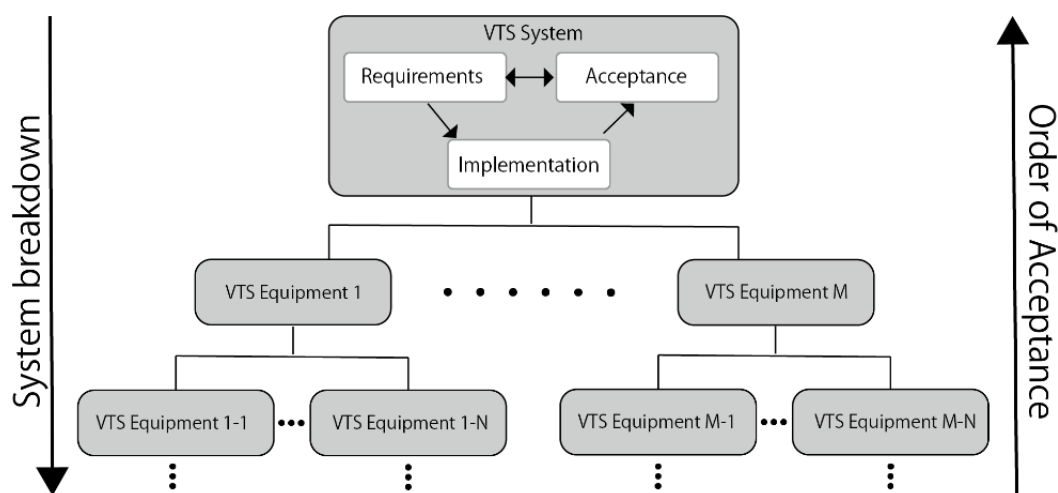 VTS System
Requirements
Acceptance
Implementation
System breakdown
Order of Acceptance
VTS Equipment 1
VTS Equipment M
VTS Equipment 1-1
VTS Equipment 1-N
VTS Equipment M-1
VTS Equipment M-N